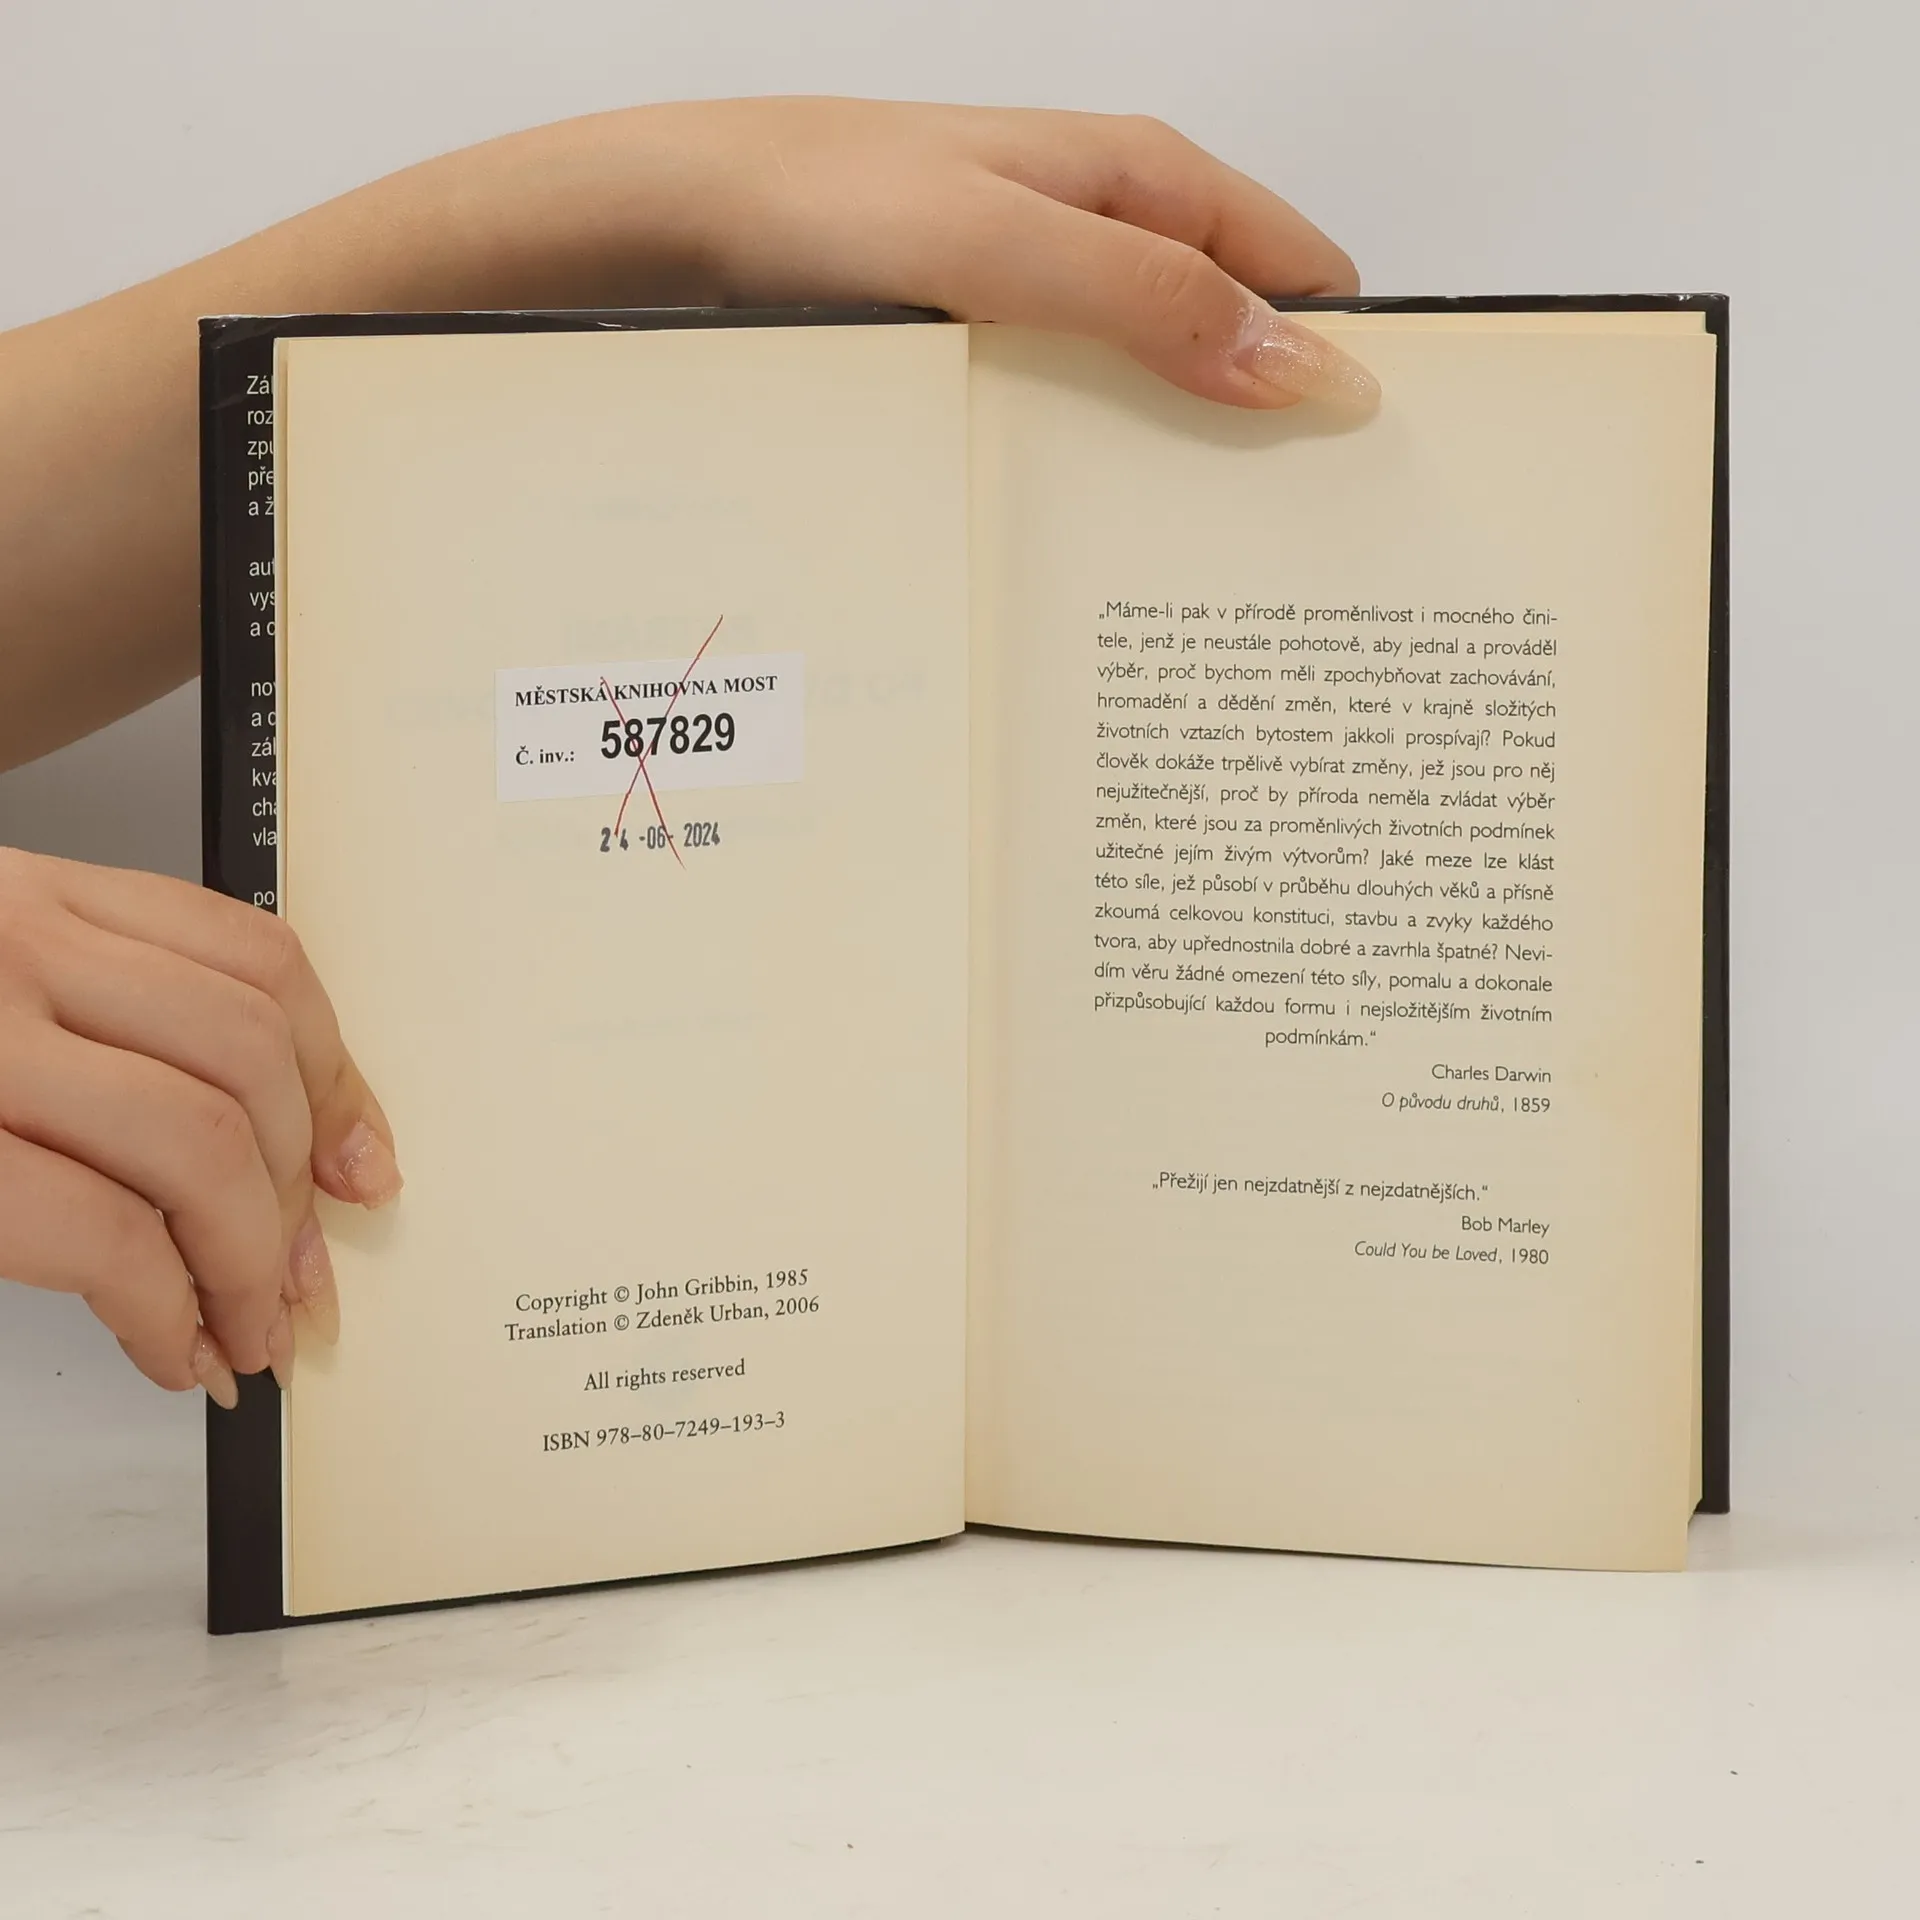 MĚSTSKÁ KNIHOVNA MOST
Č. inv.: 587829
24 -06- 2024
Copyright © John Gribbin, 1985
Translation © Zdeněk Urban, 2006
All rights reserved
ISBN 978–80–7249–193–3
„Máme-li pak v přírodě proměnlivost i mocného čini-
tele, jenž je neustále pohotově, aby jednal a prováděl
výběr, proč bychom měli zpochybňovat zachovávání,
hromadění a dědění změn, které v krajně složitých
životních vztazích bytostem jakkoli prospívají? Pokud
člověk dokáže trpělivě vybírat změny, jež jsou pro něj
nejužitečnější, proč by příroda neměla zvládat výběr
změn, které jsou za proměnlivých životních podmínek
užitečné jejím živým výtvorům? Jaké meze lze klást
této síle, jež působí v průběhu dlouhých věků a přísně
zkoumá celkovou konstituci, stavbu a zvyky každého
tvora, aby upřednostnila dobré a zavrhla špatné? Nevi-
dím věru žádné omezení této síly, pomalu a dokonale
přizpůsobující každou formu i nejsložitějším životním
podmínkám.“
Charles Darwin
O původu druhů, 1859
„Přežijí jen nejzdatnější z nejzdatnějších.“
Bob Marley
Could You be Loved, 1980